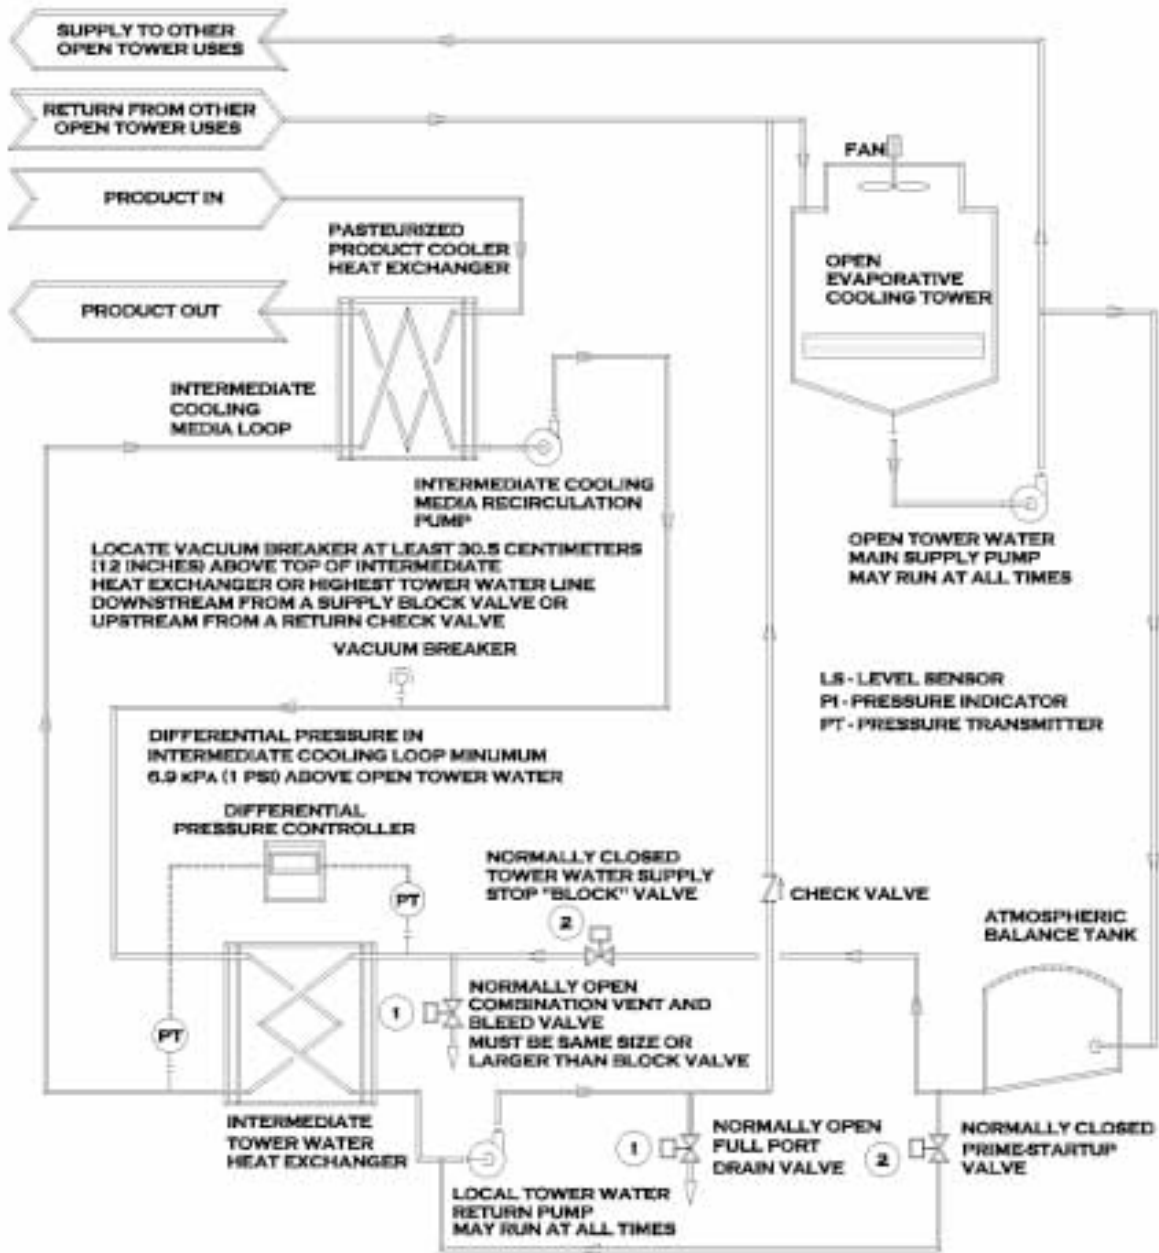 SUPPLY TO OTHER
OPEN TOWER USES
RETURN FROM OTHER
OPEN TOWER USES
FAN
PRODUCT IN
PASTEURIZED
PRODUCT COOLER
HEAT EXCHANGER
OPEN
EVAPORATIVE
COOLING TOWER
PRODUCT OUT
INTERMEDIATE
COOLING
MEDIA LOOP
INTERMEDIATE COOLING
MEDIA RECIRCULATION
PUMP
OPEN TOWER WATER
MAIN SUPPLY PUMP
MAY RUN AT ALL TIMES
LOCATE VACUUM BREAKER AT LEAST 30.5 CENTIMETERS
(12 INCHES) ABOVE TOP OF INTERMEDIATE
HEAT EXCHANGER OR HIGHEST TOWER WATER LINE
DOWNSTREAM FROM A SUPPLY BLOCK VALVE OR
UPSTREAM FROM A RETURN CHECK VALVE
VACUUM BREAKER
LS - LEVEL SENSOR
PI - PRESSURE INDICATOR
PT - PRESSURE TRANSMITTER
DIFFERENTIAL PRESSURE IN
INTERMEDIATE COOLING LOOP MINIMUM
6.9 KPA (1 PSI) ABOVE OPEN TOWER WATER
DIFFERENTIAL
PRESSURE CONTROLLER
PT
NORMALLY CLOSED
TOWER WATER SUPPLY
STOP "BLOCK" VALVE
2
CHECK VALVE
ATMOSPHERIC
BALANCE TANK
1
NORMALLY OPEN
COMBINATION VENT AND
BLEED VALVE
MUST BE SAME SIZE OR
LARGER THAN BLOCK VALVE
PT
INTERMEDIATE
TOWER WATER
HEAT EXCHANGER
1
NORMALLY OPEN
FULL PORT
DRAIN VALVE
2
NORMALLY CLOSED
PRIME-STARTUP
VALVE
LOCAL TOWER WATER
RETURN PUMP
MAY RUN AT ALL TIMES